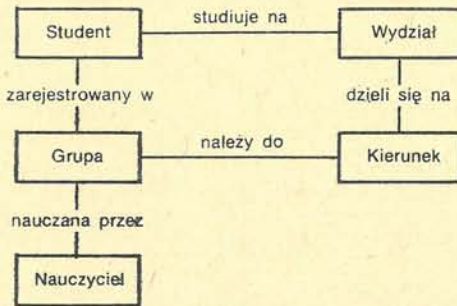 studiuje na
Student
Wydział
zarejestrowany w
dzieli się na
należy do
Grupa
Kierunek
nauczana przez
Nauczyciel